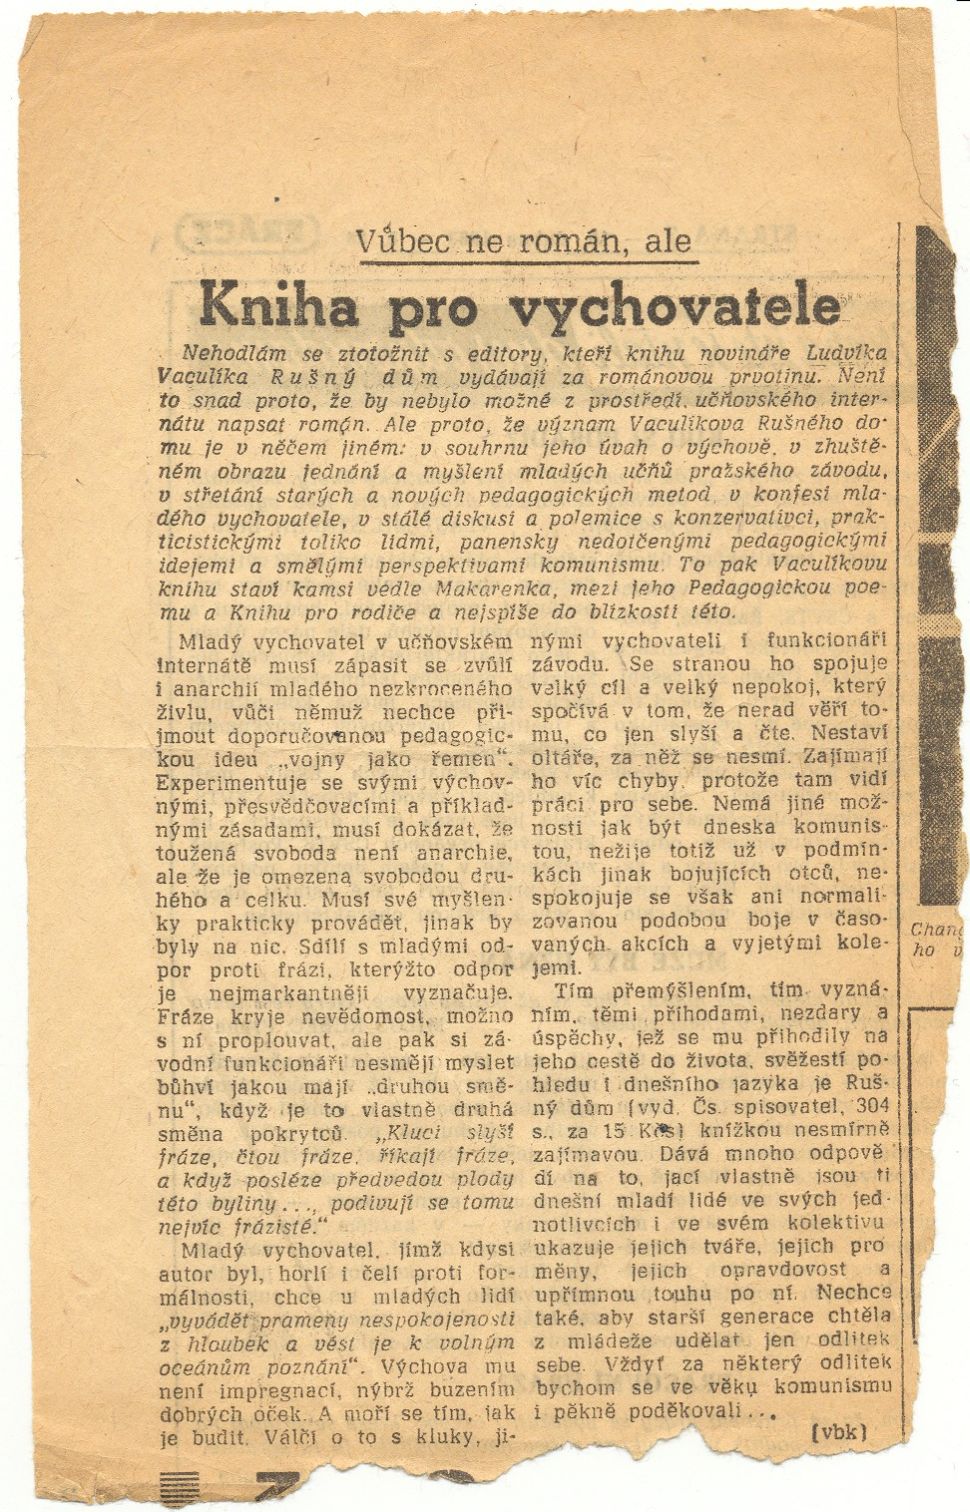 Vůbec ne román, ale
Kniha pro vychovatele
Nehodlám se ztotožnit s editory, kteří knihu novináře Ludvíka
Vaculíka Rušný dům vydávají za románovou prvotinu. Není
to snad proto, že by nebylo možné z prostředí učňovského inter-
nátu napsat román. Ale proto, že význam Vaculíkova Rušného do-
mu je v něčem jiném: v souhrnu jeho úvah o výchově, v zhuště-
ném obrazu jednání a myšlení mladých učňů pražského závodu,
v střetání starých a nových pedagogických metod, v konfesi mla-
dého vychovatele, v stálé diskusi a polemice s konzervativci, prak-
ticistickými toliko lidmi, panensky nedotčenými pedagogickými
idejemi a smělými perspektivami komunismu. To pak Vaculíkovu
knihu staví kamsi vedle Makarenka, mezi jeho Pedagogickou poe-
mu a Knihu pro rodiče a nejspíše do blízkosti této.
Mladý vychovatel v učňovském
internátě musí zápasit se zvůlí
i anarchií mladého nezkroceného
živlu, vůči němuž nechce při-
jmout doporučovanou pedagogic-
kou ideu „vojny jako řemen“.
Experimentuje se svými výchov-
nými, přesvědčovacími a příklad-
nými zásadami, musí dokázat, že
toužená svoboda není anarchie,
ale že je omezena svobodou dru-
hého a celku. Musí své myšlen-
ky prakticky provádět, jinak by
byly na nic. Sdílí s mladými od-
por proti frázi, kterýžto odpor
je nejmarkantněji vyznačuje.
Fráze kryje nevědomost, možno
s ní proplouvat, ale pak si zá-
vodní funkcionáři nesmějí myslet
bůhví jakou mají „druhou smě-
nu“, když je to vlastně druhá
směna pokrytců. „Kluci slyší
fráze, čtou fráze, říkají fráze,
a když posléze předvedou plody
této byliny..., podivují se tomu
nejvíc frázisté.“
Mladý vychovatel, jímž kdysi
autor byl, horlí i čelí proti for-
málnosti, chce u mladých lidí
„vyvádět prameny nespokojenosti
z hloubek a vést je k volným
oceánům poznání“. Výchova mu
není impregnací, nýbrž buzením
dobrých oček. A moří se tím, jak
je budit. Válčí o to s kluky, ji-
nými vychovateli i funkcionáři
závodu. Se stranou ho spojuje
velký cíl a velký nepokoj, který
spočívá v tom, že nerad věří to-
mu, co jen slyší a čte. Nestaví
oltáře, za něž se nesmí. Zajímají
ho víc chyby, protože tam vidí
práci pro sebe. Nemá jiné mož-
nosti jak být dneska komunis-
tou, nežije totiž už v podmín-
kách jinak bojujících otců, ne-
spokojuje se však ani normali-
zovanou podobou boje v časo-
vaných akcích a vyjetými kole-
jemi.
Tím přemýšlením, tím vyzná-
ním, těmi příhodami, nezdary a
úspěchy, jež se mu přihodily na
jeho cestě do života, svěžestí po-
hledu i dnešního jazyka je Ruš-
ný dům (vyd. Čs. spisovatel, 304
s., za 15 Kčs) knížkou nesmírně
zajímavou. Dává mnoho odpově
dí na to, jací vlastně jsou ti
dnešní mladí lidé ve svých jed-
notlivcích i ve svém kolektivu
ukazuje jejich tváře, jejich pro
měny, jejich opravdovost a
upřímnou touhu po ní. Nechce
také, aby starší generace chtěla
z mládeže udělat jen odlitek
sebe. Vždyť za některý odlitek
bychom se ve věku komunismu
i pěkně poděkovali...
(vbk)
ho v